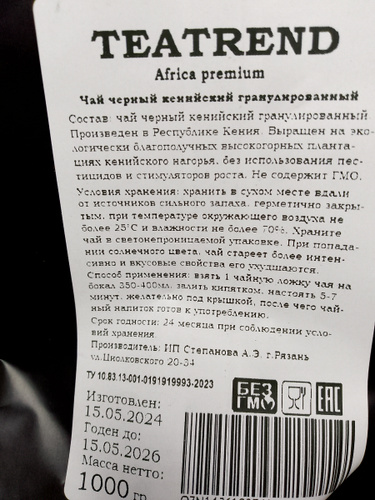 TEATREND
Africa premium
Чай черный кенийский гранулированный
Состав: чай черный кенийский гранулированный
Произведен в Республике Кения. Выращен на эко-
логически благополучных высокогорных планта-
циях кенийского нагорья, без использования пес-
тицидов и стимуляторов роста. Не содержит ГМО.
Условия хранения: хранить в сухом месте вдали
от источников сильного запаха, герметично закры-
тым, при температуре окружающего воздуха не
более 25°С и влажности не более 70%. Храните
чай в светонепроницаемой упаковке. При попада-
нии солнечного цвета, чай стареет более интен-
сивно и вкусовые свойства его ухудшаются.
Способ применения: взять 1 чайную ложку чая на
бокал 350-400мл, залить кипятком, настоять 5-7
минут, желательно под крышкой, после чего чай-
ный напиток готов к употреблению.
Срок годности: 24 месяца при соблюдении усло-
вий хранения.
Производитель: ИП Степанова А.Э. г.Рязань
ул.Циолковского 20-34
ТУ 10.83.13-001-0191919993-2023
БЕЗ
ГМО
EAC
Изготовлен:
15.05.2024
Годен до:
15.05.2026
Масса нетто:
1000 гр